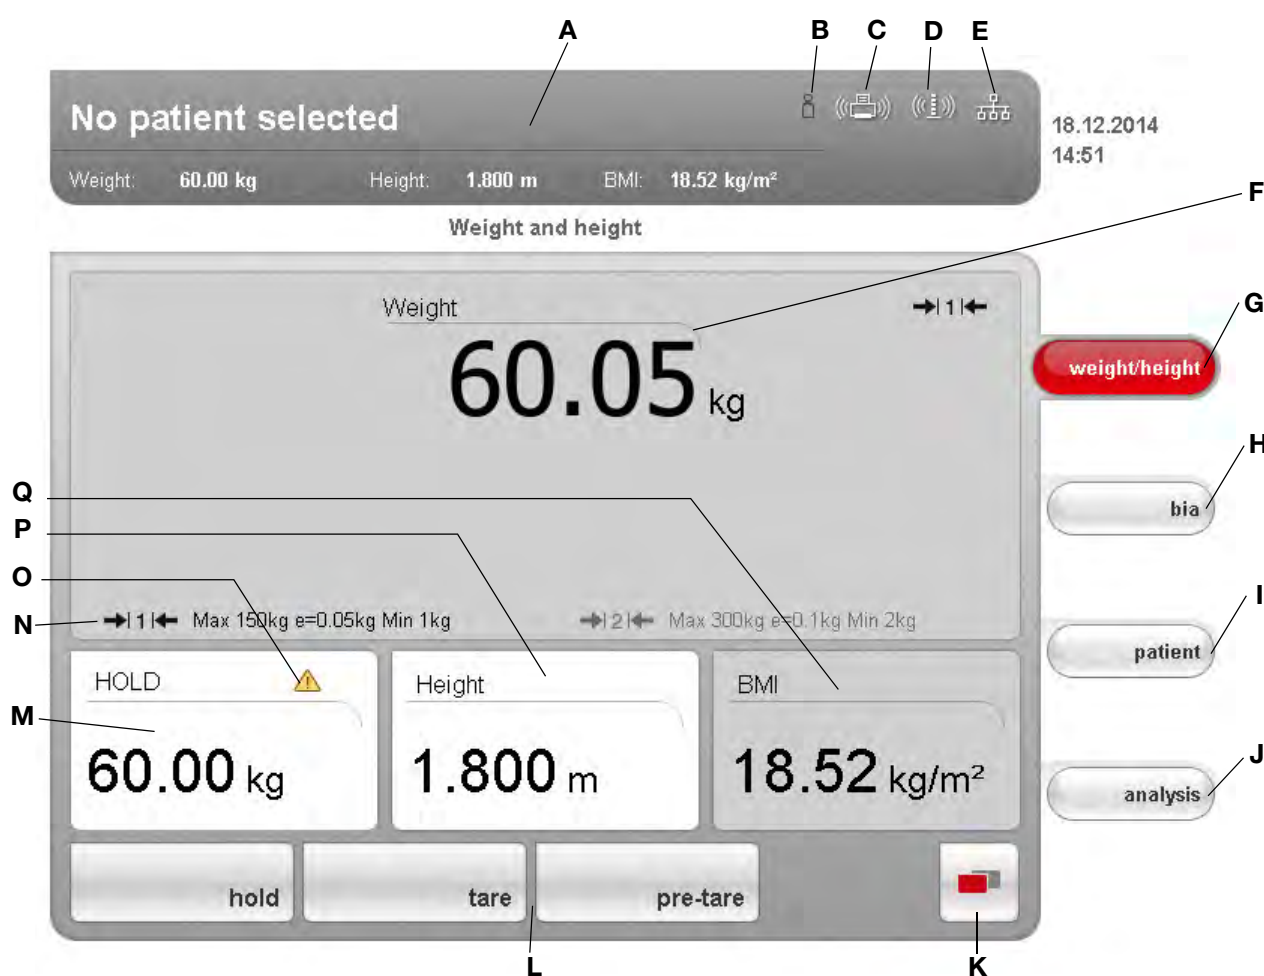 A B C D E
No patient selected
18.12.2014
14:51
Weight: 60.00 kg Height: 1.800 m BMI: 18.52 kg/m²
F
Weight and height
Weight →|1|←
G
60.05 kg
weight/height
H
Q
bia
P
O
I
N →|1|← Max 150kg e=0.05kg Min 1kg →|2|← Max 300kg e=0.1kg Min 2kg
patient
HOLD Height BMI
M
J
60.00 kg 1.800 m 18.52 kg/m²
analysis
hold tare pre-tare
L K